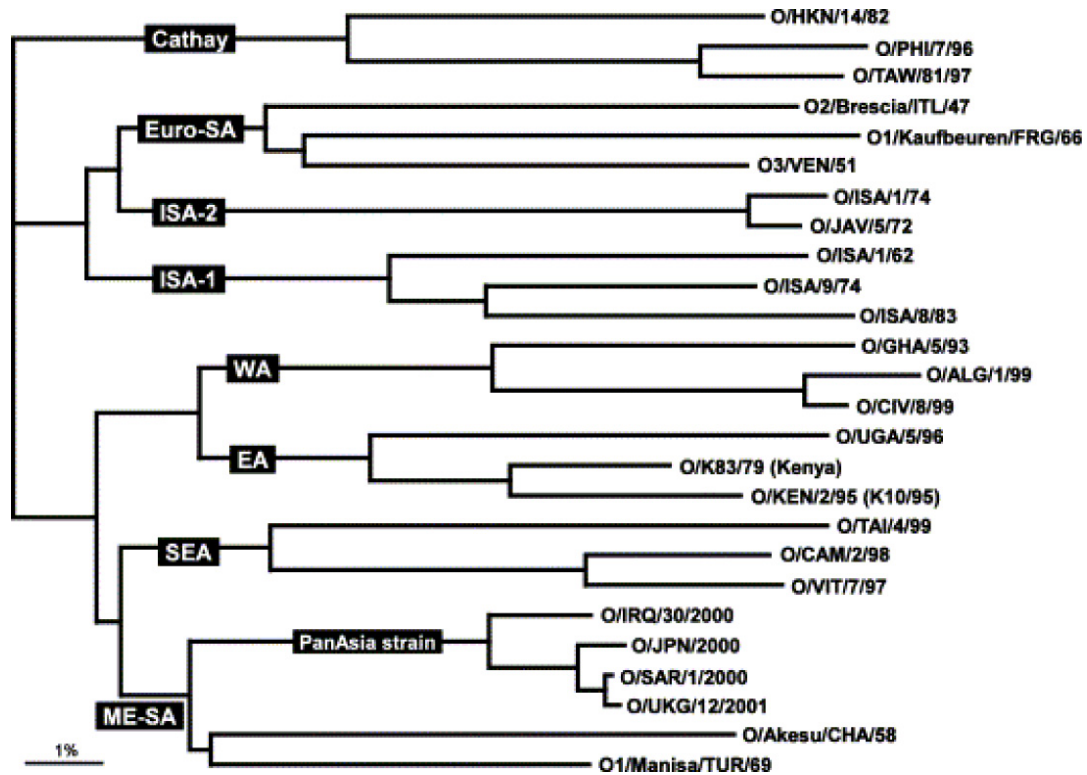 O/HKN/14/82
Cathay
O/PHI/7/96
O/TAW/81/97
O2/Brescia/ITL/47
Euro-SA
O1/Kaufbeuren/FRG/66
O3/VEN/51
O/ISA/1/74
ISA-2
O/JAV/5/72
O/ISA/1/62
ISA-1
O/ISA/9/74
O/ISA/8/83
O/GHA/5/93
WA
O/ALG/1/99
O/CIV/8/99
O/UGA/5/96
EA
O/K83/79 (Kenya)
O/KEN/2/95 (K10/95)
O/TAI/4/99
SEA
O/CAM/2/98
O/VIT/7/97
O/IRQ/30/2000
PanAsia strain
O/JPN/2000
O/SAR/1/2000
O/UKG/12/2001
ME-SA
O/Akesu/CHA/58
1%
O1/Manisa/TUR/69